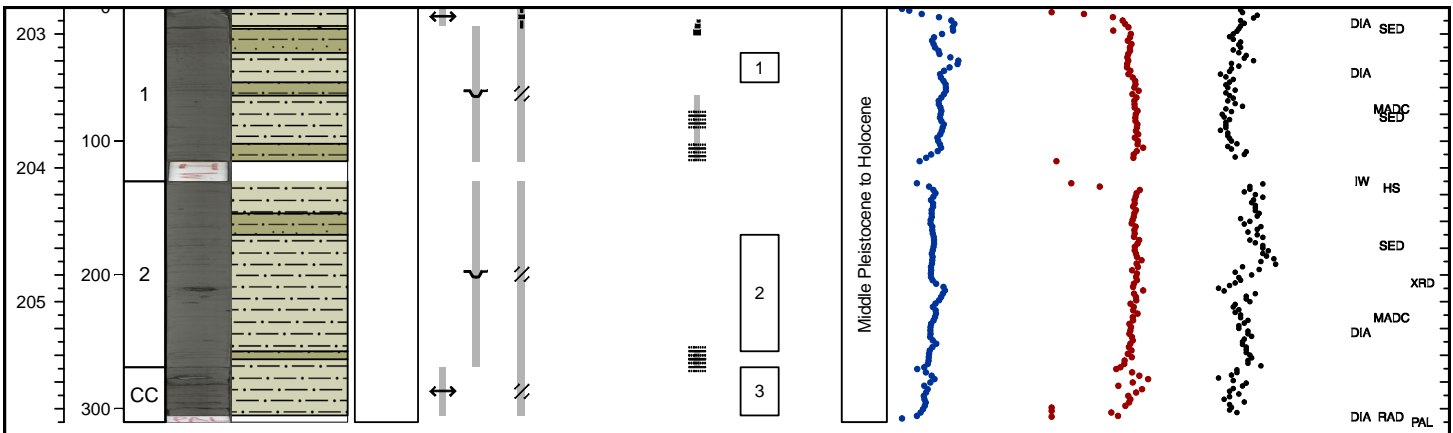 0
203
DIA SED
1
1
DIA
MADC
SED
100
204
IW HS
SED
200
2
2
XRD
205
MADC
DIA
CC
3
300
DIA RAD PAL
Middle Pleistocene to Holocene